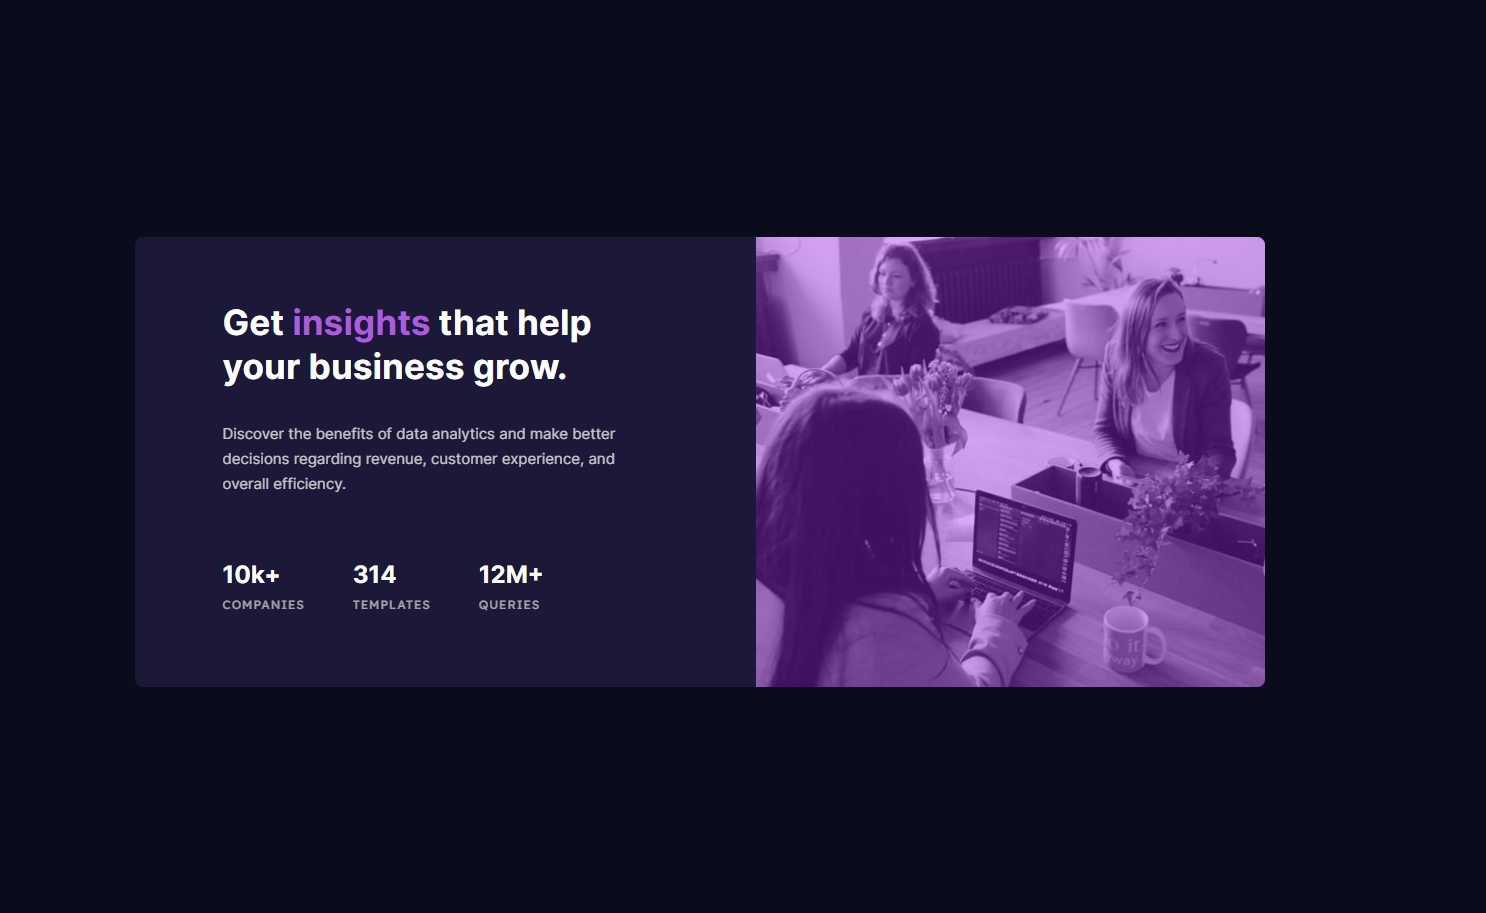 Get insights that help
your business grow.
Discover the benefits of data analytics and make better
decisions regarding revenue, customer experience, and
overall efficiency.
10k+ 314 12M+
COMPANIES TEMPLATES QUERIES